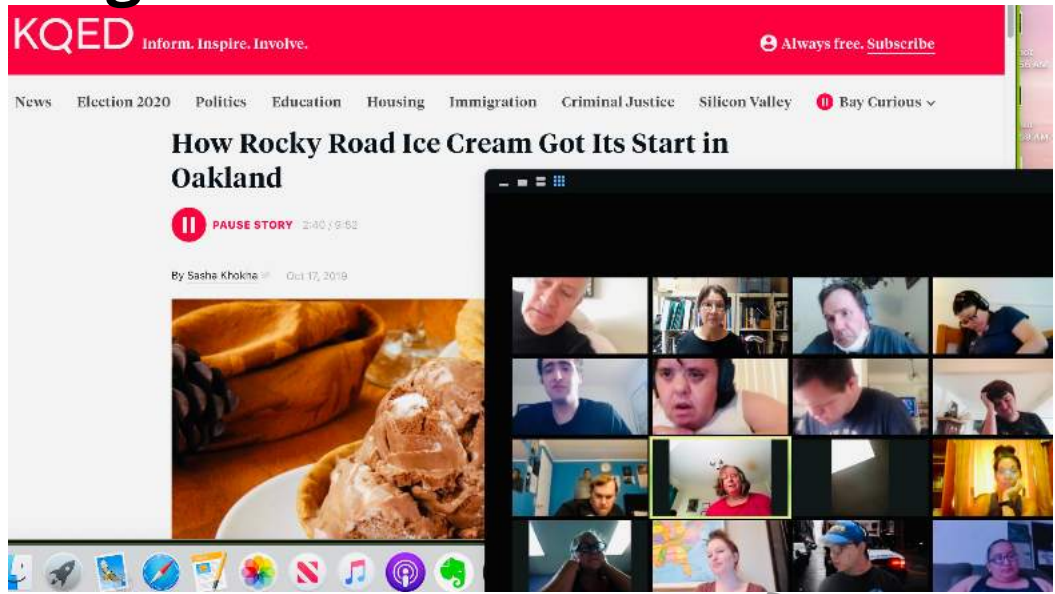 KQED Inform. Inspire. Involve.
Always free. Subscribe
News Election 2020 Politics Education Housing Immigration Criminal Justice Silicon Valley Bay Curious
How Rocky Road Ice Cream Got Its Start in
Oakland
PAUSE STORY 2:40 / 9:52
By Sasha Khokha Oct 17, 2019